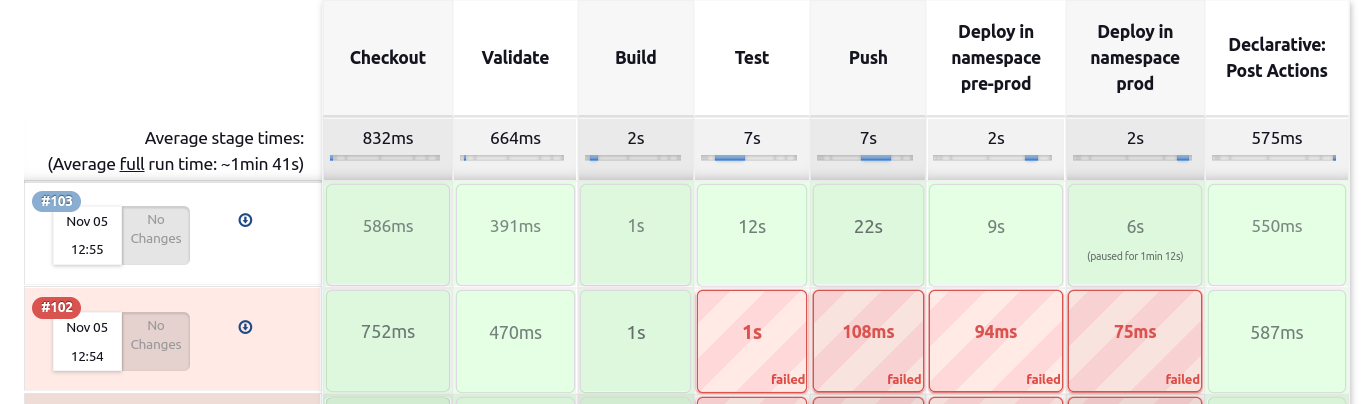 Checkout
Validate
Build
Test
Push
Deploy in
namespace
pre-prod
Deploy in
namespace
prod
Declarative:
Post Actions
Average stage times:
(Average full run time: ~1min 41s)
832ms
664ms
2s
7s
7s
2s
2s
575ms
#103
Nov 05
12:55
No
Changes
586ms
391ms
1s
12s
22s
9s
6s
(paused for 1min 12s)
550ms
#102
Nov 05
12:54
No
Changes
752ms
470ms
1s
1s
failed
108ms
failed
94ms
failed
75ms
failed
587ms